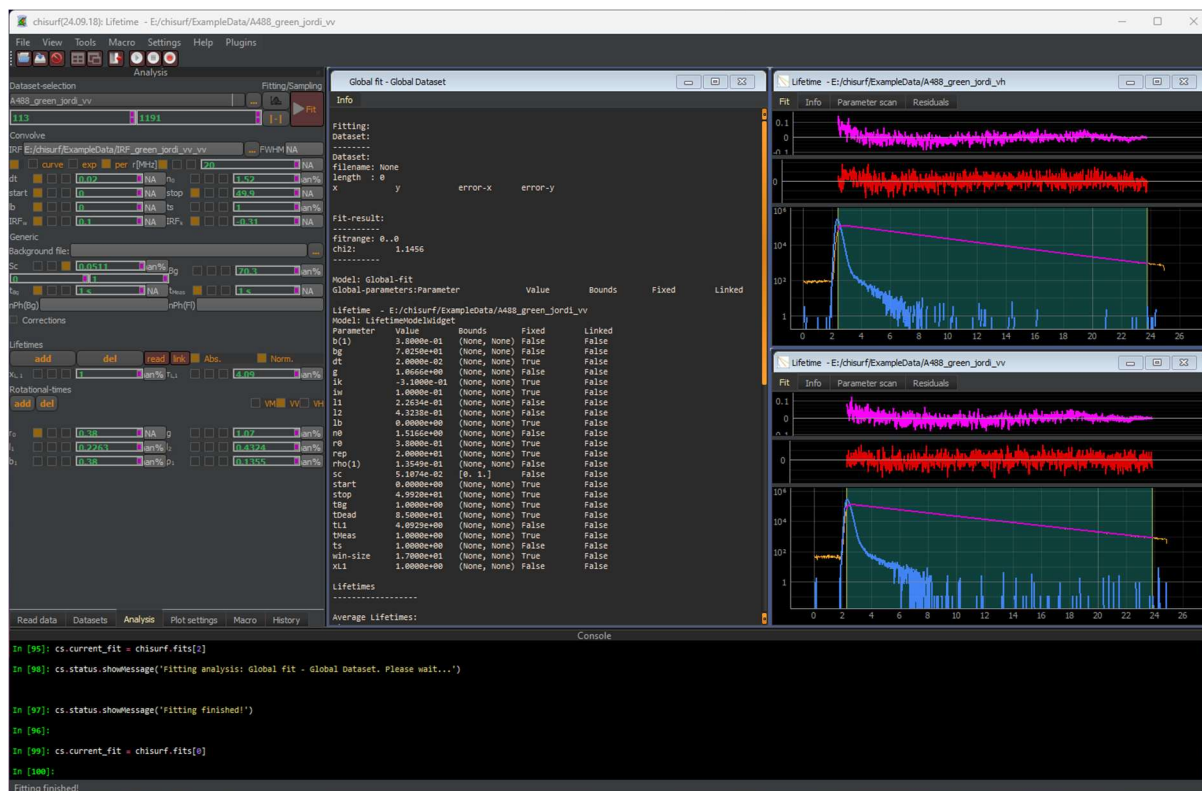 chisurf(24.09.18): Lifetime - E:/chisurf/ExampleData/A488_green_jordi_vv
File View Tools Macro Settings Help Plugins
Analysis
Dataset-selection Fitting/Sampling
A488_green_jordi_vv ... Fit
113 1191 [-]
Convolve
IRF E:/chisurf/ExampleData/IRF_green_jordi_vv_vv ... FWHM NA
curve exp per r[MHz] 20 NA
dt 0.02 NA n₀ 1.52 an%
start 0 NA stop 49.9 NA
lb 0 NA ts 1 an%
0.1 NA -0.31 NA
Generic
Background file: ...
Sc 0.0511 an% Bg 70.3 an%
0 1
1 s NA 1 s NA
nPh(Bg) nPh(Fl)
Corrections
Lifetimes
add del read link Abs. Norm.
1 an% 4.09 an%
Rotational-times
add del VM VV VH
r₀ 0.38 NA g 1.07 an%
l₁ 0.2263 an% l₂ 0.4324 an%
b₁ 0.38 an% ρ₁ 0.1355 an%
Read data Datasets Analysis Plot settings Macro History
Global fit - Global Dataset
Info
Fitting:
Dataset:
--------
Dataset:
filename: None
length : 0
x y error-x error-y
Fit-result:
----------
fitrange: 0..0
chi2: 1.1456
----------
Model: Global-fit
Global-parameters:Parameter Value Bounds Fixed Linked
Lifetime - E:/chisurf/ExampleData/A488_green_jordi_vv
Model: LifetimeModelWidget
Parameter Value Bounds Fixed Linked
b(1) 3.8000e-01 (None, None) False False
bg 7.0250e+01 (None, None) False False
dt 2.0000e-02 (None, None) True False
g 1.0666e+00 (None, None) False False
ik -3.1000e-01 (None, None) True False
iw 1.0000e-01 (None, None) True False
l1 2.2634e-01 (None, None) False False
l2 4.3238e-01 (None, None) False False
lb 0.0000e+00 (None, None) True False
n0 1.5166e+00 (None, None) False False
r0 3.8000e-01 (None, None) True False
rep 2.0000e+01 (None, None) True False
rho(1) 1.3549e-01 (None, None) False False
sc 5.1074e-02 [0. 1.] False False
start 0.0000e+00 (None, None) True False
stop 4.9920e+01 (None, None) True False
tBg 1.0000e+00 (None, None) True False
tDead 8.5000e+01 (None, None) True False
tL1 4.0929e+00 (None, None) False False
tMeas 1.0000e+00 (None, None) True False
ts 1.0000e+00 (None, None) False False
win-size 1.7000e+01 (None, None) True False
xL1 1.0000e+00 (None, None) False False
Lifetimes
------------------
Average Lifetimes:
Lifetime - E:/chisurf/ExampleData/A488_green_jordi_vh
Fit Info Parameter scan Residuals
0.1
0
0
10⁴
10²
1
0 2 4 6 8 10 12 14 16 18 20 22 24 26
Lifetime - E:/chisurf/ExampleData/A488_green_jordi_vv
Fit Info Parameter scan Residuals
0.1
0
0
10⁴
10²
1
0 2 4 6 8 10 12 14 16 18 20 22 24 26
Console
In [95]: cs.current_fit = chisurf.fits[2]
In [98]: cs.status.showMessage('Fitting analysis: Global fit - Global Dataset. Please wait...')
In [97]: cs.status.showMessage('Fitting finished!')
In [96]:
In [99]: cs.current_fit = chisurf.fits[0]
In [100]:
Fitting finished!